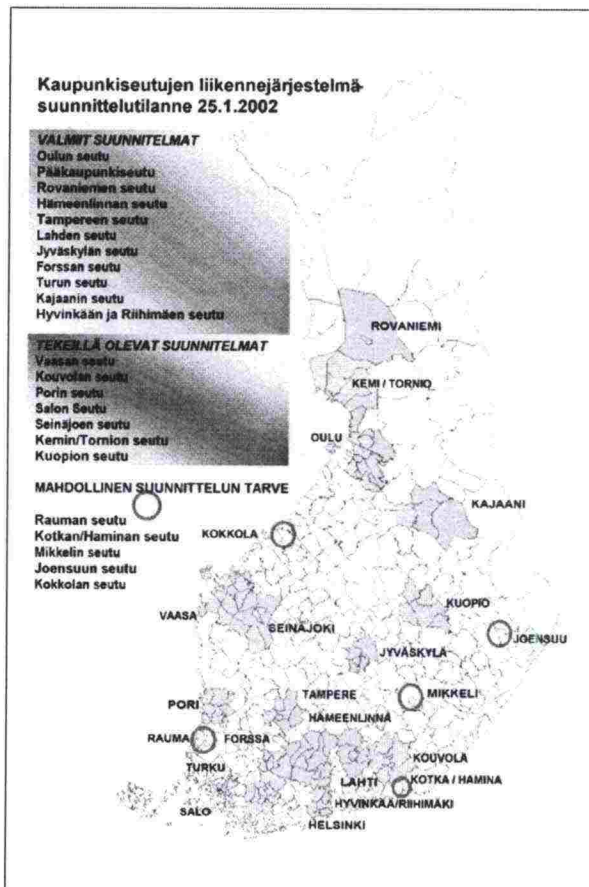 Kaupunkiseutujen liikennejärjestelmä-
suunnittelutilanne 25.1.2002
VALMIIT SUUNNITELMAT
Oulun seutu
Pääkaupunkiseutu
Rovaniemen seutu
Hämeenlinnan seutu
Tampereen seutu
Lahden seutu
Jyväskylän seutu
Forssan seutu
Turun seutu
Kajaanin seutu
Hyvinkään ja Riihimäen seutu
TEKEILLÄ OLEVAT SUUNNITELMAT
Vaasan seutu
Kouvolan seutu
Porin seutu
Salon Seutu
Seinäjoen seutu
Kemin/Tornion seutu
Kuopion seutu
MAHDOLLINEN SUUNNITTELUN TARVE
Rauman seutu
Kotkan/Haminan seutu
Mikkelin seutu
Joensuun seutu
Kokkolan seutu
ROVANIEMI
KEMI / TORNIO
OULU
KAJAANI
KOKKOLA
KUOPIO
VAASA
SEINÄJOKI
JOENSUU
JYVÄSKYLÄ
TAMPERE
MIKKELI
PORI
HÄMEENLINNA
RAUMA
FORSSA
KOUVOLA
TURKU
LAHTI
KOTKA / HAMINA
HYVINKÄÄ/RIIHIMÄKI
SALO
HELSINKI